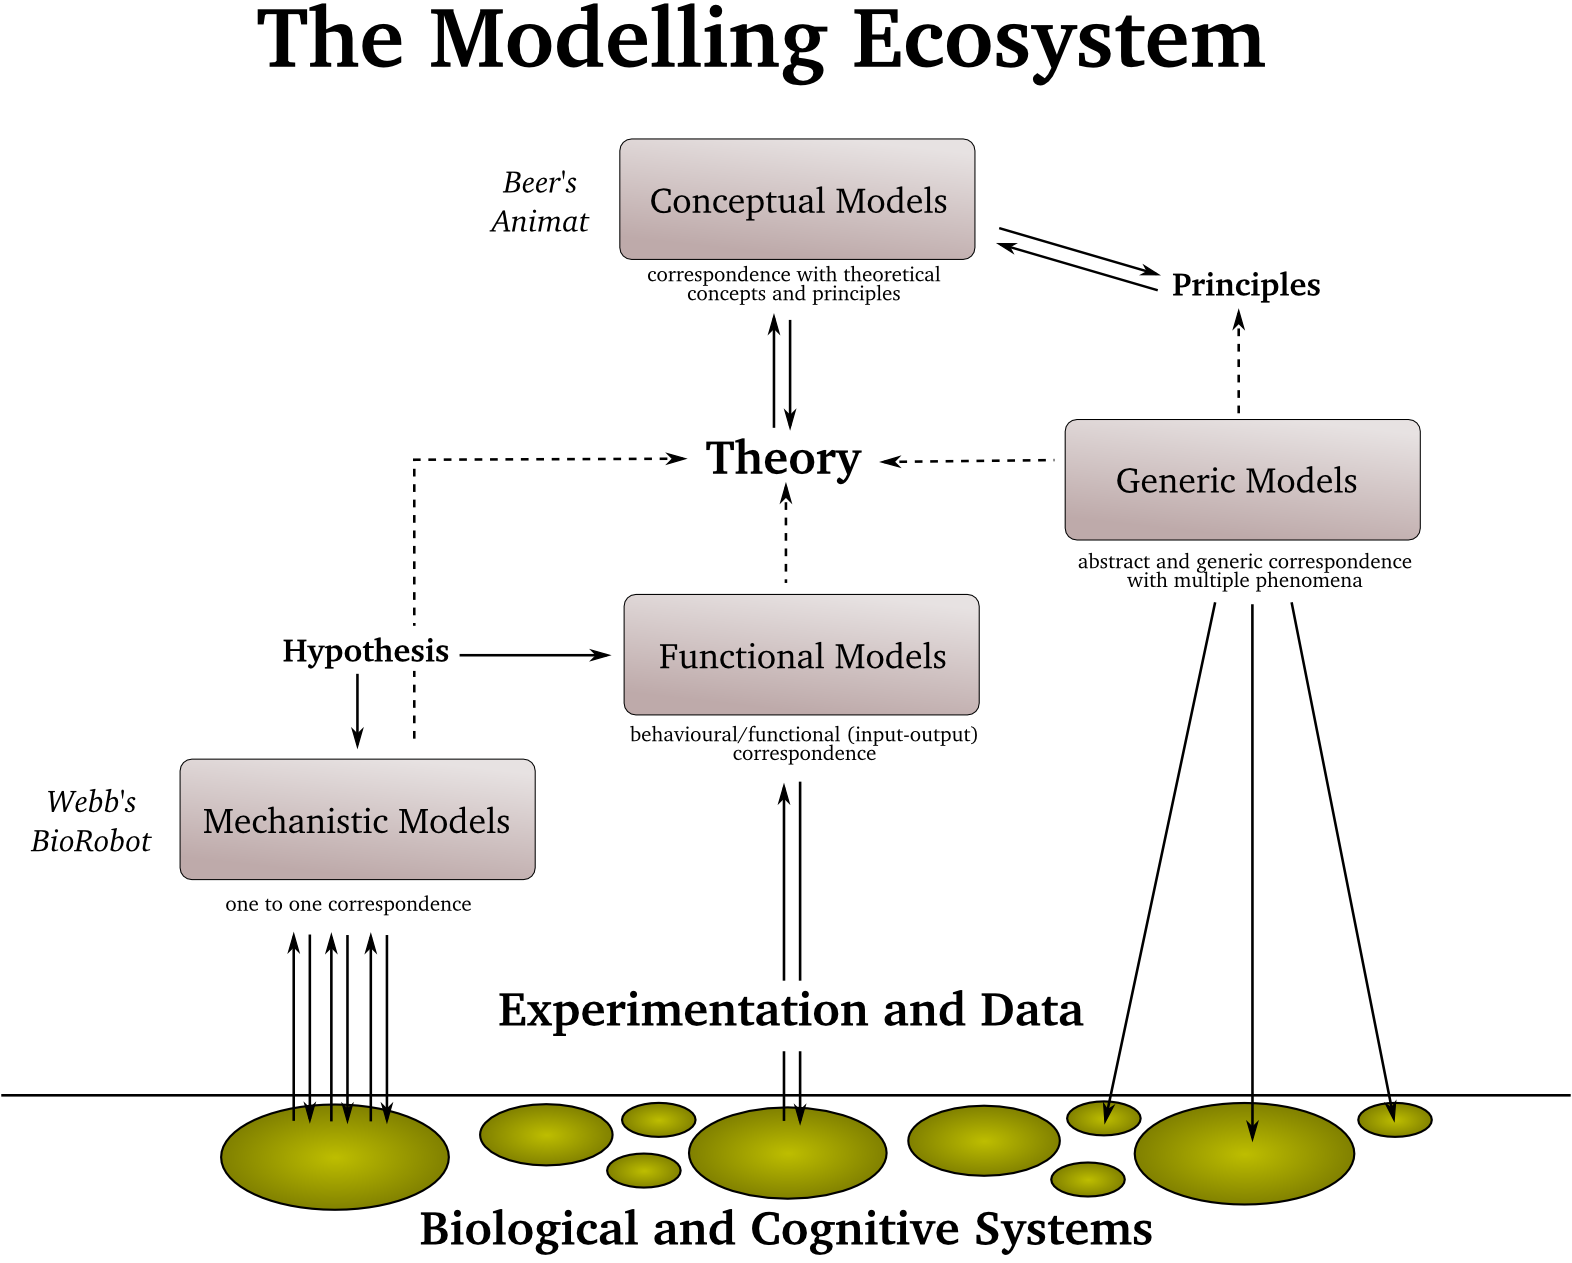 The Modelling Ecosystem
Beer's
Animat
Conceptual Models
correspondence with theoretical
concepts and principles
Principles
Theory
Generic Models
abstract and generic correspondence
with multiple phenomena
Hypothesis
Functional Models
behavioural/functional (input-output)
correspondence
Webb's
BioRobot
Mechanistic Models
one to one correspondence
Experimentation and Data
Biological and Cognitive Systems